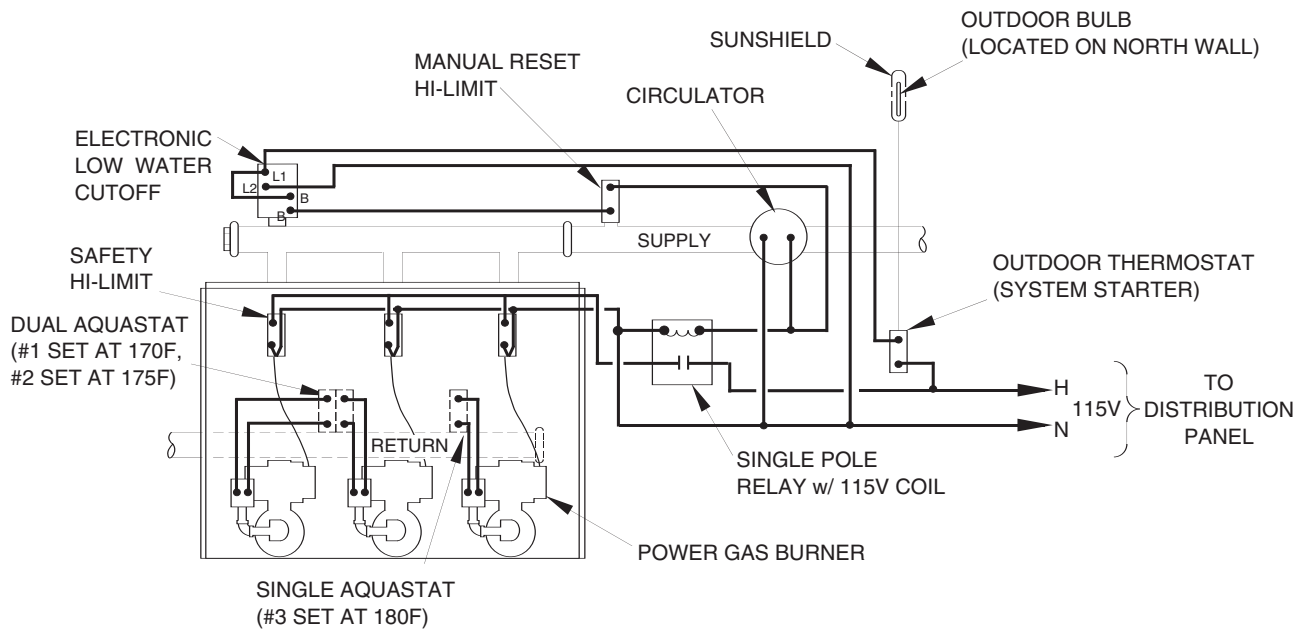 OUTDOOR BULB
(LOCATED ON NORTH WALL)
SUNSHIELD
MANUAL RESET
HI-LIMIT
CIRCULATOR
ELECTRONIC
LOW WATER
CUTOFF
L1
L2
B
B
SUPPLY
SAFETY
HI-LIMIT
OUTDOOR THERMOSTAT
(SYSTEM STARTER)
DUAL AQUASTAT
(#1 SET AT 170F,
#2 SET AT 175F)
H
115V
N
TO
DISTRIBUTION
PANEL
RETURN
SINGLE POLE
RELAY w/ 115V COIL
POWER GAS BURNER
SINGLE AQUASTAT
(#3 SET AT 180F)